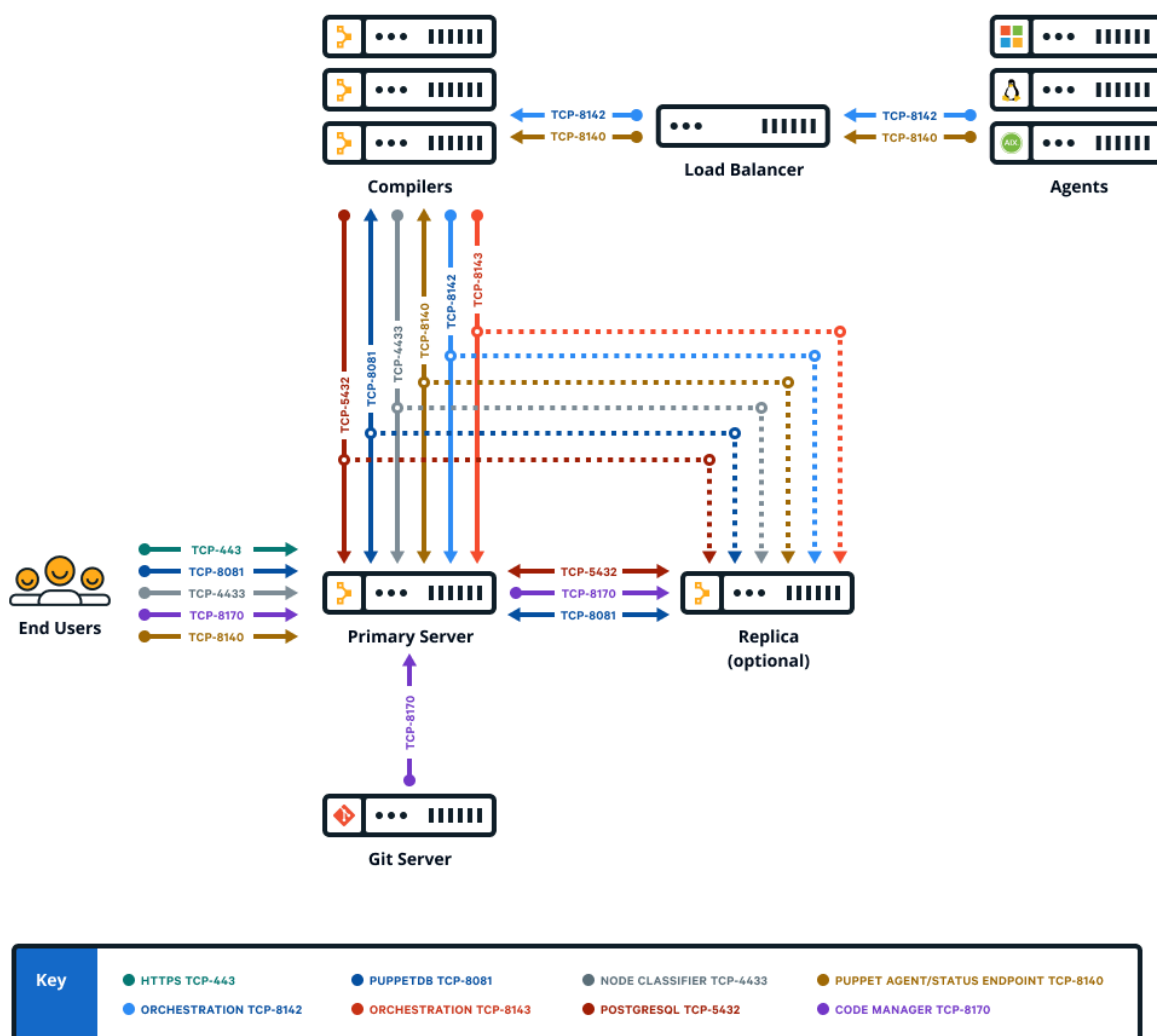 TCP-8142
TCP-8140
TCP-8142
TCP-8140
AIX
Compilers
Load Balancer
Agents
TCP-5432
TCP-8081
TCP-4433
TCP-8140
TCP-8142
TCP-8143
TCP-443
TCP-8081
TCP-4433
TCP-8170
TCP-8140
End Users
TCP-5432
TCP-8170
TCP-8081
Primary Server
Replica
(optional)
TCP-8170
Git Server
Key
HTTPS TCP-443
PUPPETDB TCP-8081
NODE CLASSIFIER TCP-4433
PUPPET AGENT/STATUS ENDPOINT TCP-8140
ORCHESTRATION TCP-8142
ORCHESTRATION TCP-8143
POSTGRESQL TCP-5432
CODE MANAGER TCP-8170